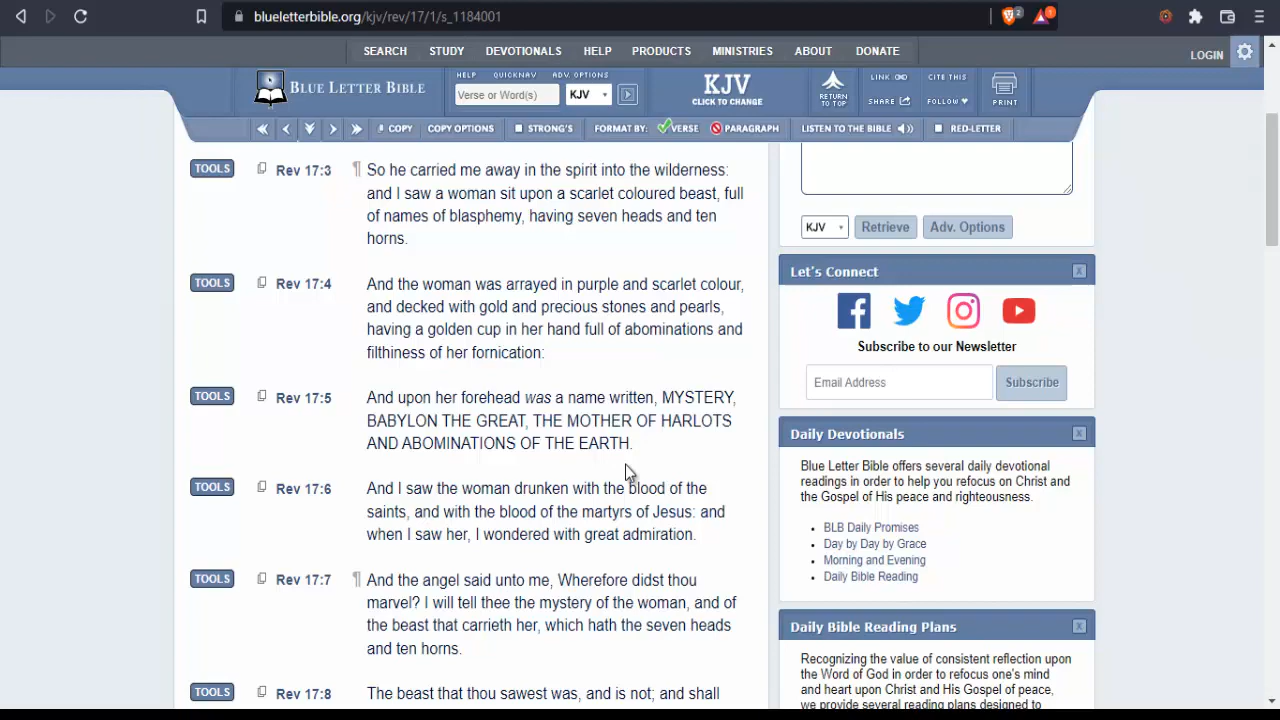 blueletterbible.org/kjv/rev/17/1/s_1184001
2
1
SEARCH STUDY DEVOTIONALS HELP PRODUCTS MINISTRIES ABOUT DONATE
LOGIN
BLUE LETTER BIBLE
HELP QUICKNAV ADV. OPTIONS
Verse or Word(s) KJV
KJV
CLICK TO CHANGE
RETURN
TO TOP
LINK
SHARE
CITE THIS
FOLLOW
PRINT
COPY COPY OPTIONS STRONG'S FORMAT BY: VERSE PARAGRAPH LISTEN TO THE BIBLE RED-LETTER
TOOLS Rev 17:3 ¶ So he carried me away in the spirit into the wilderness:
and I saw a woman sit upon a scarlet coloured beast, full
of names of blasphemy, having seven heads and ten
horns.
TOOLS Rev 17:4 And the woman was arrayed in purple and scarlet colour,
and decked with gold and precious stones and pearls,
having a golden cup in her hand full of abominations and
filthiness of her fornication:
TOOLS Rev 17:5 And upon her forehead was a name written, MYSTERY,
BABYLON THE GREAT, THE MOTHER OF HARLOTS
AND ABOMINATIONS OF THE EARTH.
TOOLS Rev 17:6 And I saw the woman drunken with the blood of the
saints, and with the blood of the martyrs of Jesus: and
when I saw her, I wondered with great admiration.
TOOLS Rev 17:7 ¶ And the angel said unto me, Wherefore didst thou
marvel? I will tell thee the mystery of the woman, and of
the beast that carrieth her, which hath the seven heads
and ten horns.
TOOLS Rev 17:8 The beast that thou sawest was, and is not; and shall
KJV Retrieve Adv. Options
Let's Connect X
Subscribe to our Newsletter
Email Address Subscribe
Daily Devotionals X
Blue Letter Bible offers several daily devotional
readings in order to help you refocus on Christ and
the Gospel of His peace and righteousness.
• BLB Daily Promises
• Day by Day by Grace
• Morning and Evening
• Daily Bible Reading
Daily Bible Reading Plans X
Recognizing the value of consistent reflection upon
the Word of God in order to refocus one's mind
and heart upon Christ and His Gospel of peace,
we provide several reading plans designed to